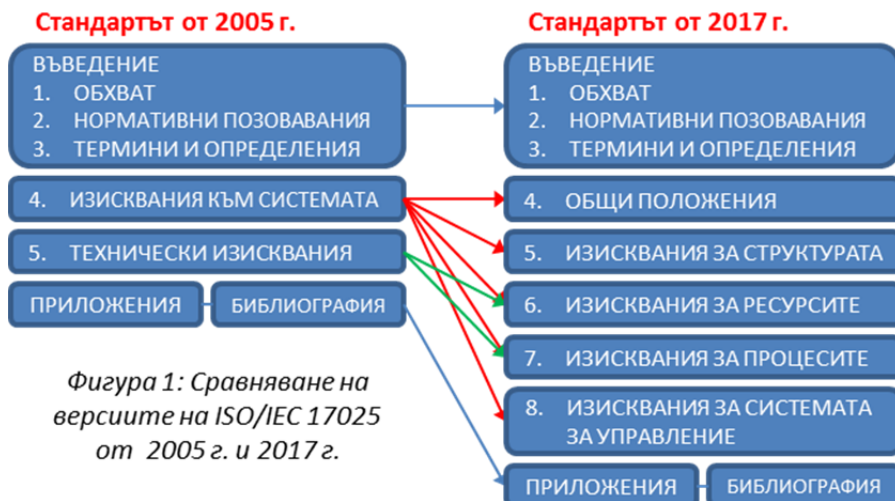 Стандартът от 2005 г.
ВЪВЕДЕНИЕ
1. ОБХВАТ
2. НОРМАТИВНИ ПОЗОВАВАНИЯ
3. ТЕРМИНИ И ОПРЕДЕЛЕНИЯ
4. ИЗИСКВАНИЯ КЪМ СИСТЕМАТА
5. ТЕХНИЧЕСКИ ИЗИСКВАНИЯ
ПРИЛОЖЕНИЯ БИБЛИОГРАФИЯ
Фигура 1: Сравняване на
версиите на ISO/IEC 17025
от 2005 г. и 2017 г.
Стандартът от 2017 г.
ВЪВЕДЕНИЕ
1. ОБХВАТ
2. НОРМАТИВНИ ПОЗОВАВАНИЯ
3. ТЕРМИНИ И ОПРЕДЕЛЕНИЯ
4. ОБЩИ ПОЛОЖЕНИЯ
5. ИЗИСКВАНИЯ ЗА СТРУКТУРАТА
6. ИЗИСКВАНИЯ ЗА РЕСУРСИТЕ
7. ИЗИСКВАНИЯ ЗА ПРОЦЕСИТЕ
8. ИЗИСКВАНИЯ ЗА СИСТЕМАТА
ЗА УПРАВЛЕНИЕ
ПРИЛОЖЕНИЯ БИБЛИОГРАФИЯ